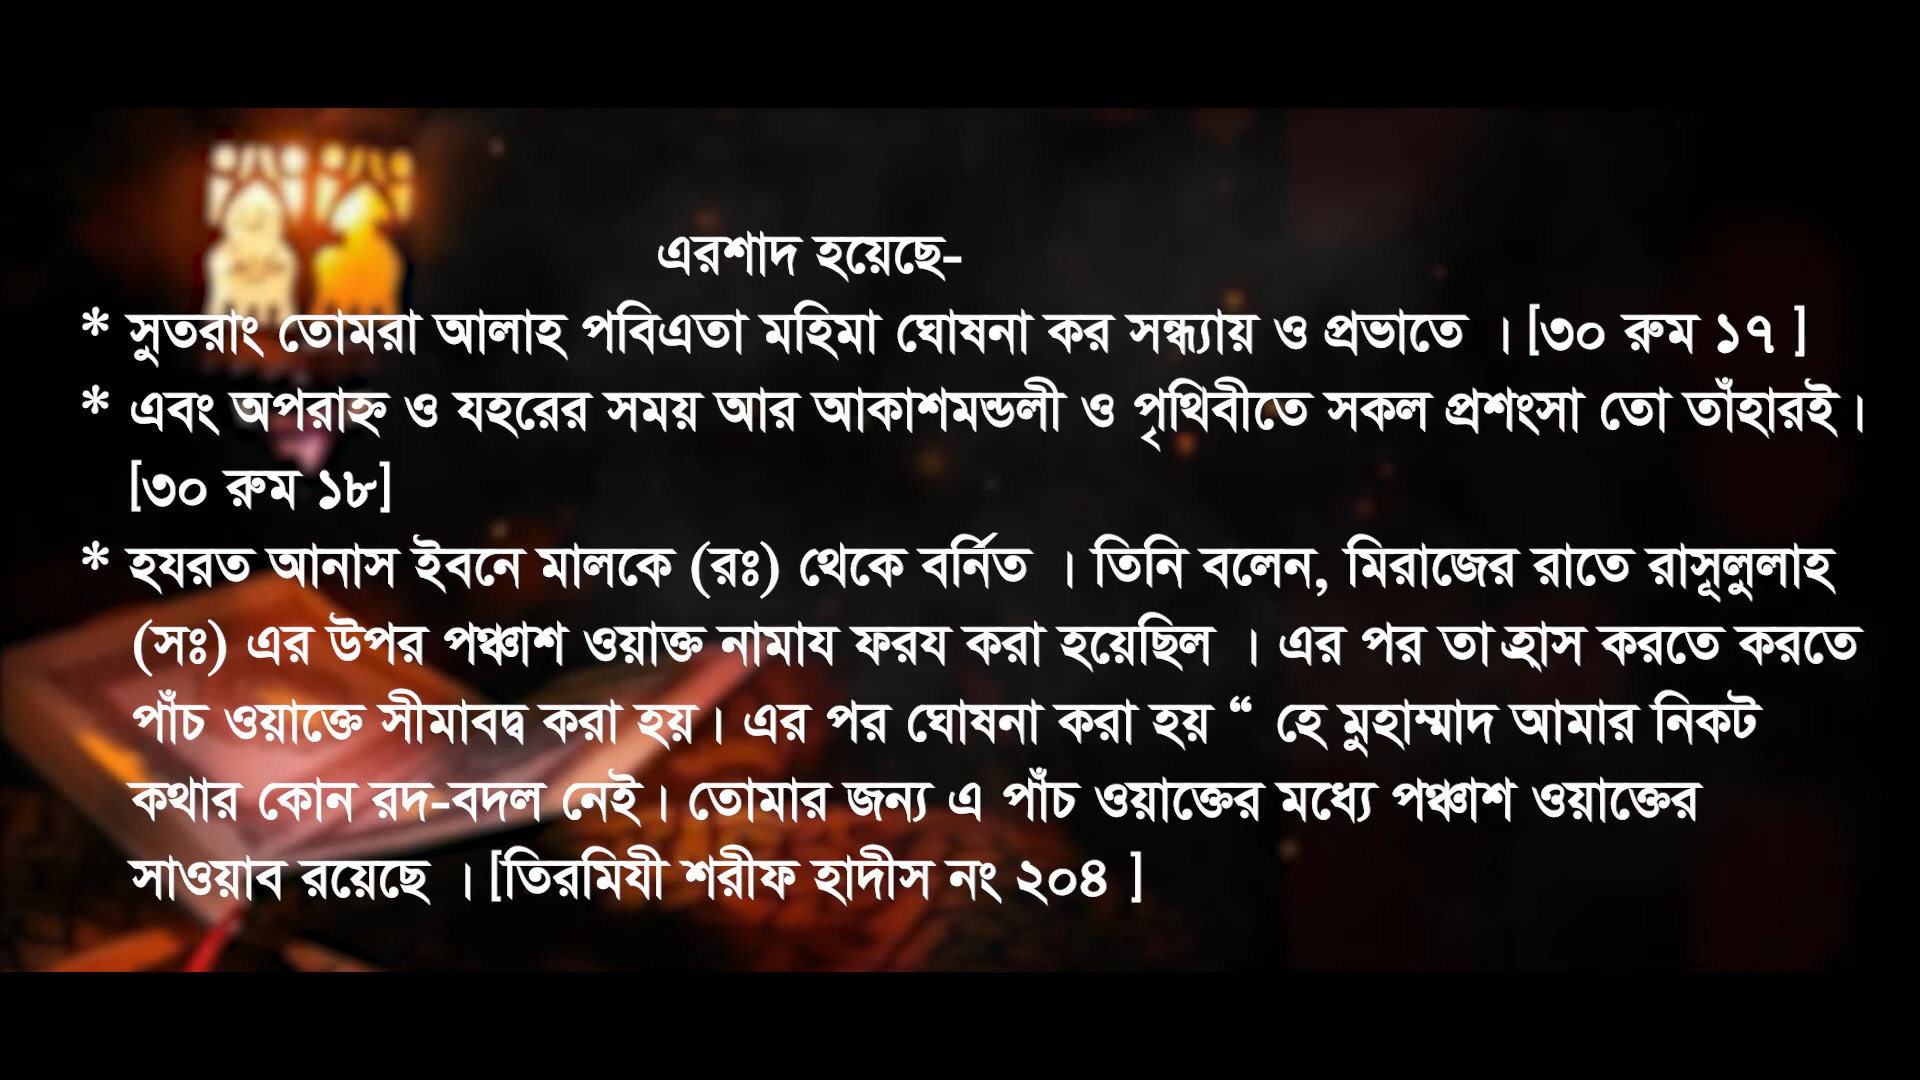 এরশাদ হয়েছে-
* সুতরাং তোমরা আলাহ পবিএতা মহিমা ঘোষনা কর সন্ধ্যায় ও প্রভাতে । [৩০ রুম ১৭ ]
* এবং অপরাহ্ন ও যহরের সময় আর আকাশমন্ডলী ও পৃথিবীতে সকল প্রশংসা তো তাঁহারই।
[৩০ রুম ১৮]
* হযরত আনাস ইবনে মালকে (রঃ) থেকে বর্নিত । তিনি বলেন, মিরাজের রাতে রাসূলুলাহ
(সঃ) এর উপর পঞ্চাশ ওয়াক্ত নামায ফরয করা হয়েছিল । এর পর তা হ্রাস করতে করতে
পাঁচ ওয়াক্তে সীমাবদ্ব করা হয়। এর পর ঘোষনা করা হয় “ হে মুহাম্মাদ আমার নিকট
কথার কোন রদ-বদল নেই। তোমার জন্য এ পাঁচ ওয়াক্তের মধ্যে পঞ্চাশ ওয়াক্তের
সাওয়াব রয়েছে । [তিরমিযী শরীফ হাদীস নং ২০৪ ]